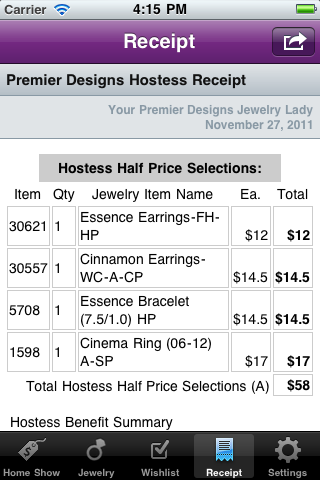 Carrier 4:15 PM
Receipt
Premier Designs Hostess Receipt
Your Premier Designs Jewelry Lady
November 27, 2011
Hostess Half Price Selections:
Item Qty Jewelry Item Name Ea. Total
30621 1 Essence Earrings-FH-
HP $12 $12
30557 1 Cinnamon Earrings-
WC-A-CP $14.5 $14.5
5708 1 Essence Bracelet
(7.5/1.0) HP $14.5 $14.5
1598 1 Cinema Ring (06-12)
A-SP $17 $17
Total Hostess Half Price Selections (A) $58
Hostess Benefit Summary
Home Show Jewelry Wishlist Receipt Settings